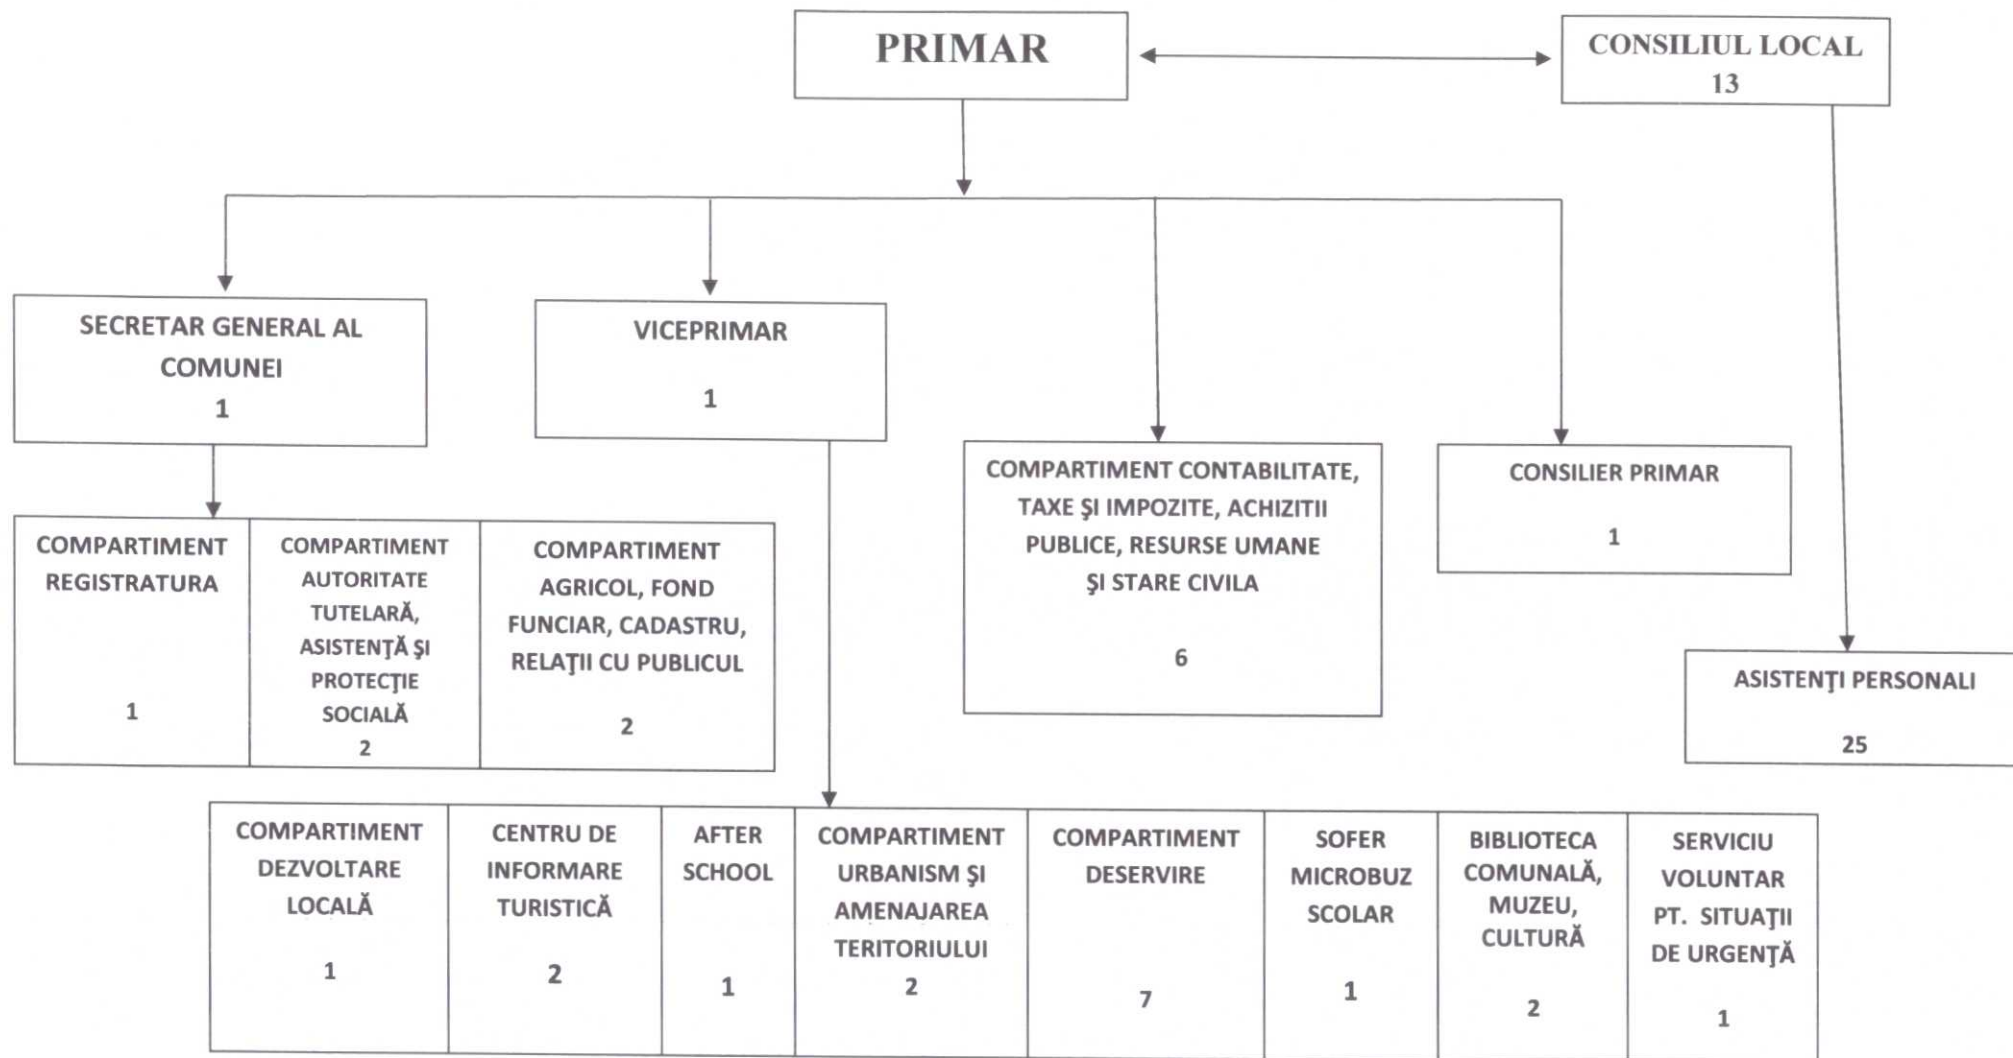 PRIMAR
CONSILIUL LOCAL
13
SECRETAR GENERAL AL
COMUNEI
1
VICEPRIMAR
1
COMPARTIMENT CONTABILITATE,
TAXE ŞI IMPOZITE, ACHIZITII
PUBLICE, RESURSE UMANE
ŞI STARE CIVILA
6
CONSILIER PRIMAR
1
ASISTENŢI PERSONALI
25
COMPARTIMENT
REGISTRATURA
1
COMPARTIMENT
AUTORITATE
TUTELARĂ,
ASISTENŢĂ ŞI
PROTECŢIE
SOCIALĂ
2
COMPARTIMENT
AGRICOL, FOND
FUNCIAR, CADASTRU,
RELAŢII CU PUBLICUL
2
COMPARTIMENT
DEZVOLTARE
LOCALĂ
1
CENTRU DE
INFORMARE
TURISTICĂ
2
AFTER
SCHOOL
1
COMPARTIMENT
URBANISM ŞI
AMENAJAREA
TERITORIULUI
2
COMPARTIMENT
DESERVIRE
7
SOFER
MICROBUZ
SCOLAR
1
BIBLIOTECA
COMUNALĂ,
MUZEU,
CULTURĂ
2
SERVICIU
VOLUNTAR
PT. SITUAŢII
DE URGENŢĂ
1